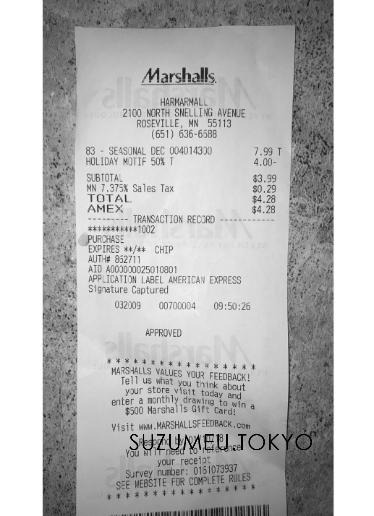 Marshalls.
HARMARMALL
2100 NORTH SNELLING AVENUE
ROSEVILLE, MN 55113
(651) 636-6688
83 - SEASONAL DEC 004014300 7.99 T
HOLIDAY MOTIF 50% T 4.00-
SUBTOTAL $3.99
MN 7.375% Sales Tax $0.29
TOTAL $4.28
AMEX $4.28
---------- TRANSACTION RECORD -----------
***********1002
PURCHASE
EXPIRES **/** CHIP
AUTH# 862711
AID A000000025010801
APPLICATION LABEL AMERICAN EXPRESS
Signature Captured
032009 00700004 09:50:26
APPROVED
* * * * * * * * * * * * * * * * *
MARSHALLS VALUES YOUR FEEDBACK!
Tell us what you think about
your store visit today and
enter a monthly drawing to win a
$500 Marshalls Gift Card!
Visit www.MARSHALLSFEEDBACK.com
Respond by
SUZUMEU.TOKYO
You will need to reference
your receipt
Survey number: 0161073937
SEE WEBSITE FOR COMPLETE RULES
* * * * * * * * * * * * * * * * *